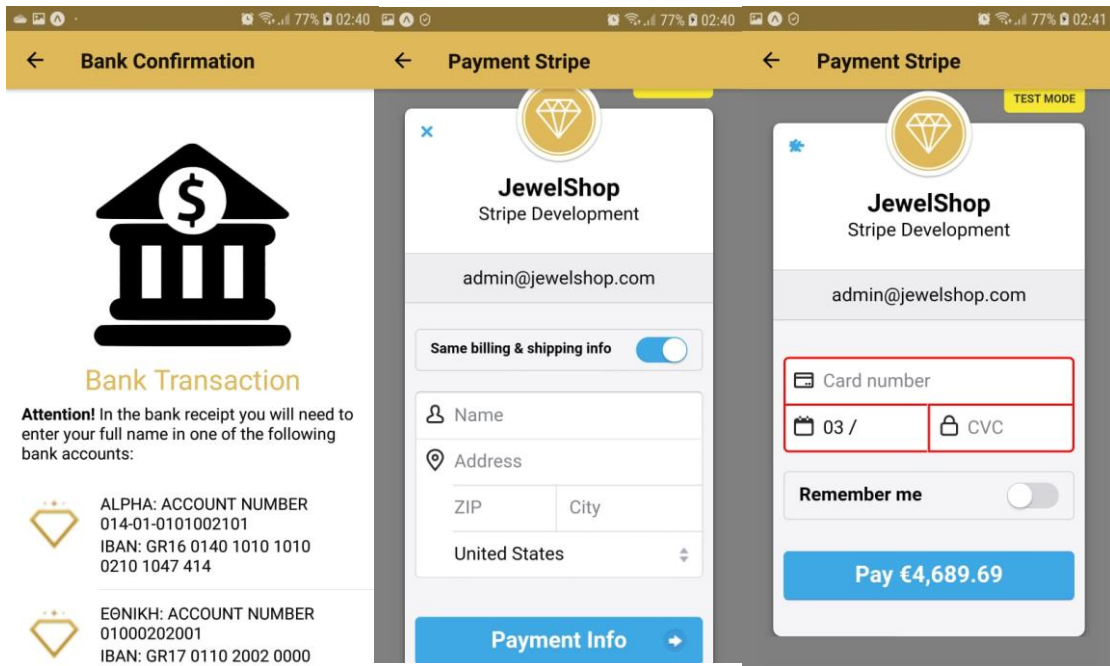 77% 02:40
Bank Confirmation
$
Bank Transaction
Attention! In the bank receipt you will need to
enter your full name in one of the following
bank accounts:
ALPHA: ACCOUNT NUMBER
014-01-0101002101
IBAN: GR16 0140 1010 1010
0210 1047 414
ΕΘΝΙΚΗ: ACCOUNT NUMBER
01000202001
IBAN: GR17 0110 2002 0000
77% 02:40
Payment Stripe
JewelShop
Stripe Development
admin@jewelshop.com
Same billing & shipping info
Name
Address
ZIP City
United States
Payment Info
77% 02:41
Payment Stripe
TEST MODE
JewelShop
Stripe Development
admin@jewelshop.com
Card number
03 / CVC
Remember me
Pay €4,689.69